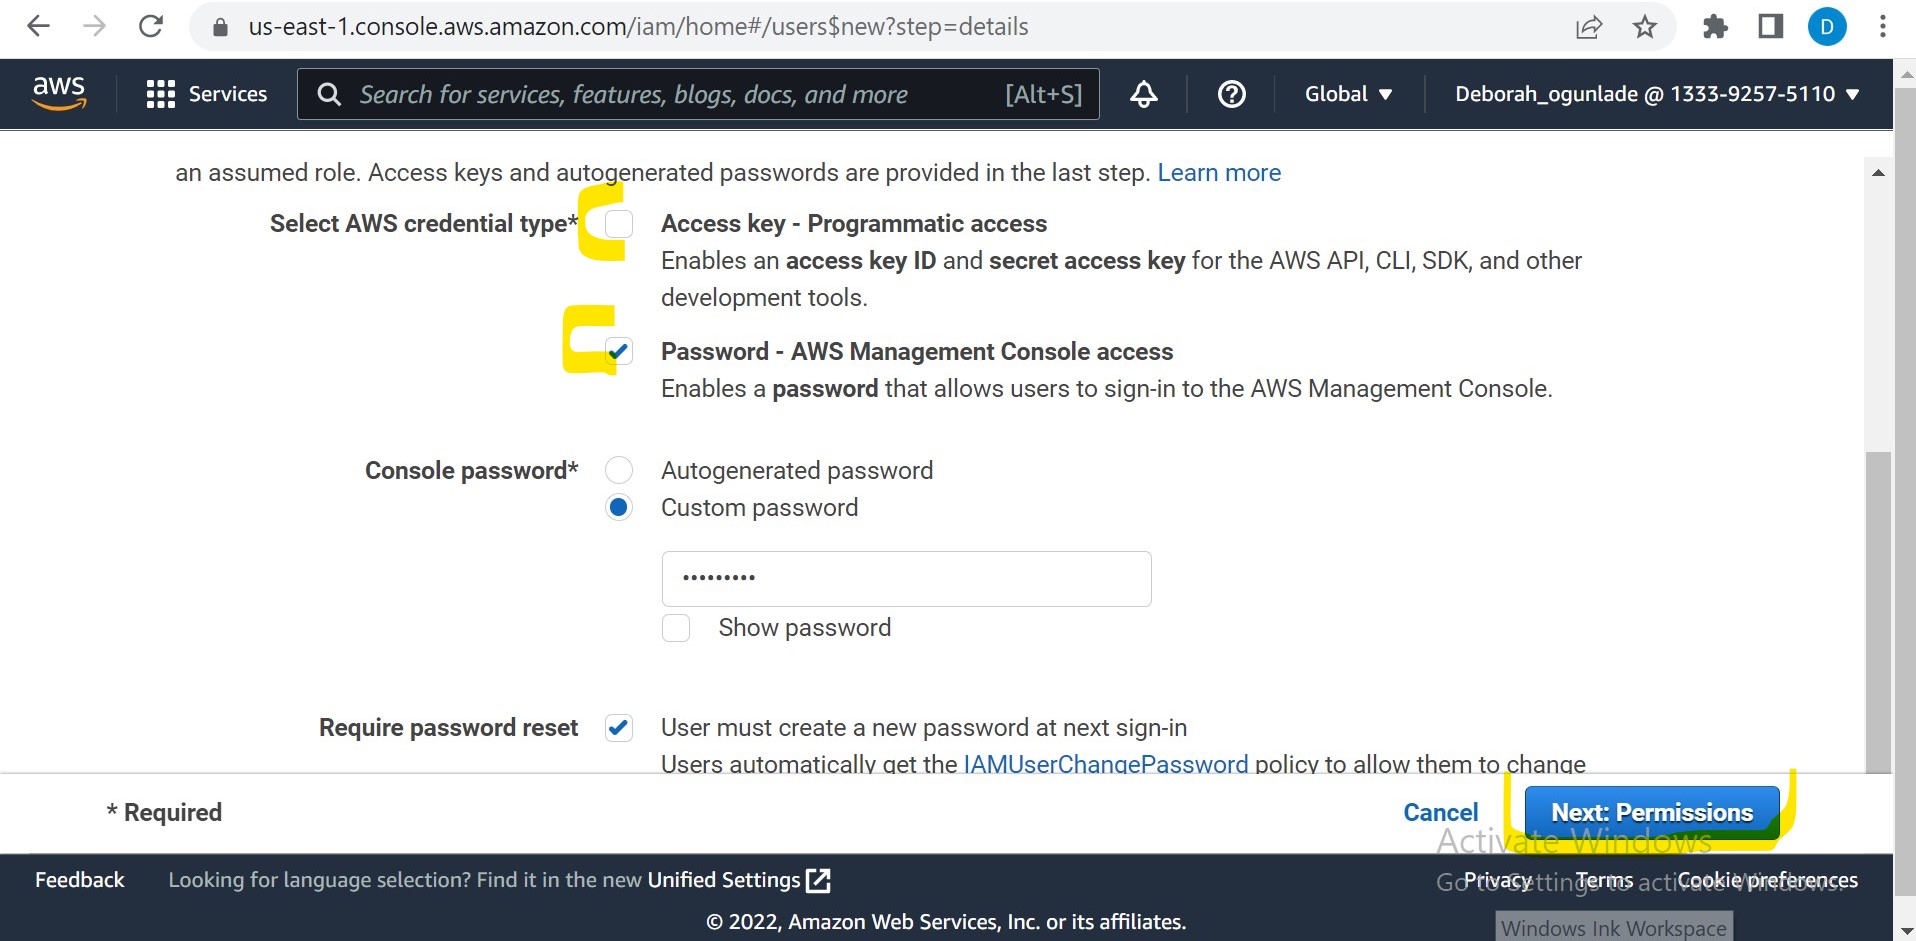 us-east-1.console.aws.amazon.com/iam/home#/users$new?step=details
D
aws
Services
Search for services, features, blogs, docs, and more
[Alt+S]
Global
Deborah_ogunlade @ 1333-9257-5110
an assumed role. Access keys and autogenerated passwords are provided in the last step. Learn more
Select AWS credential type*
Access key - Programmatic access
Enables an access key ID and secret access key for the AWS API, CLI, SDK, and other
development tools.
Password - AWS Management Console access
Enables a password that allows users to sign-in to the AWS Management Console.
Console password*
Autogenerated password
Custom password
•••••••••
Show password
Require password reset
User must create a new password at next sign-in
Users automatically get the IAMUserChangePassword policy to allow them to change
* Required
Cancel
Next: Permissions
Activate Windows
Go to Settings to activate Windows.
Feedback
Looking for language selection? Find it in the new Unified Settings
Privacy
Terms
Cookie preferences
© 2022, Amazon Web Services, Inc. or its affiliates.
Windows Ink Workspace